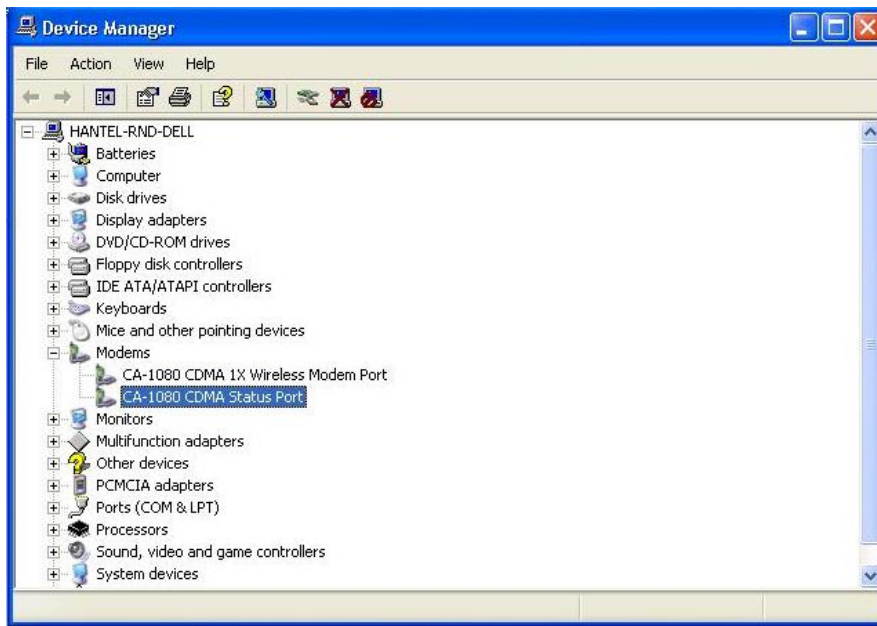 Device Manager
File Action View Help
HANTEL-RND-DELL
Batteries
Computer
Disk drives
Display adapters
DVD/CD-ROM drives
Floppy disk controllers
IDE ATA/ATAPI controllers
Keyboards
Mice and other pointing devices
Modems
CA-1080 CDMA 1X Wireless Modem Port
CA-1080 CDMA Status Port
Monitors
Multifunction adapters
Other devices
PCMCIA adapters
Ports (COM & LPT)
Processors
Sound, video and game controllers
System devices